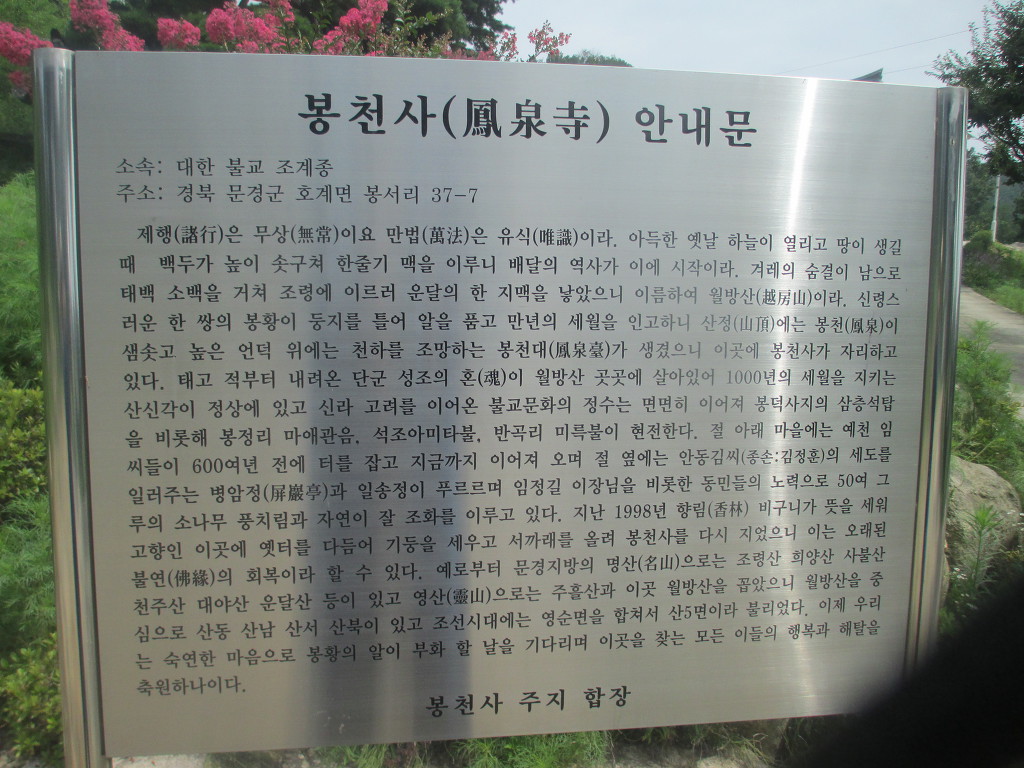 봉천사(鳳泉寺) 안내문
소속: 대한 불교 조계종
주소: 경북 문경군 호계면 봉서리 37-7
제행(諸行)은 무상(無常)이요 만법(萬法)은 유식(唯識)이라. 아득한 옛날 하늘이 열리고 땅이 생길
때 백두가 높이 솟구쳐 한줄기 맥을 이루니 배달의 역사가 이에 시작이라. 겨레의 숨결이 남으로
태백 소백을 거쳐 조령에 이르러 운달의 한 지맥을 낳았으니 이름하여 월방산(越房山)이라. 신령스
러운 한 쌍의 봉황이 둥지를 틀어 알을 품고 만년의 세월을 인고하니 산정(山頂)에는 봉천(鳳泉)이
샘솟고 높은 언덕 위에는 천하를 조망하는 봉천대(鳳泉臺)가 생겼으니 이곳에 봉천사가 자리하고
있다. 태고 적부터 내려온 단군 성조의 혼(魂)이 월방산 곳곳에 살아있어 1000년의 세월을 지키는
산신각이 정상에 있고 신라 고려를 이어온 불교문화의 정수는 면면히 이어져 봉덕사지의 삼층석탑
을 비롯해 봉정리 마애관음, 석조아미타불, 반곡리 미륵불이 현전한다. 절 아래 마을에는 예천 임
씨들이 600여년 전에 터를 잡고 지금까지 이어져 오며 절 옆에는 안동김씨(종손:김정훈)의 세도를
일러주는 병암정(屛巖亭)과 일송정이 푸르르며 임정길 이장님을 비롯한 동민들의 노력으로 50여 그
루의 소나무 풍치림과 자연이 잘 조화를 이루고 있다. 지난 1998년 향림(香林) 비구니가 뜻을 세워
고향인 이곳에 옛터를 다듬어 기둥을 세우고 서까래를 올려 봉천사를 다시 지었으니 이는 오래된
불연(佛緣)의 회복이라 할 수 있다. 예로부터 문경지방의 명산(名山)으로는 조령산 희양산 사불산
천주산 대야산 운달산 등이 있고 영산(靈山)으로는 주흘산과 이곳 월방산을 꼽았으니 월방산을 중
심으로 산동 산남 산서 산북이 있고 조선시대에는 영순면을 합쳐서 산5면이라 불리었다. 이제 우리
는 숙연한 마음으로 봉황의 알이 부화 할 날을 기다리며 이곳을 찾는 모든 이들의 행복과 해탈을
축원하나이다.
봉천사 주지 합장